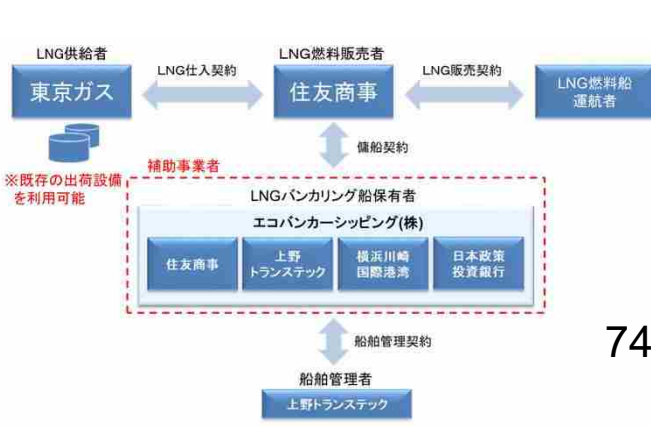 LNG供給者
LNG燃料販売者
東京ガス
LNG仕入契約
住友商事
LNG販売契約
LNG燃料船
運航者
傭船契約
※既存の出荷設備
を利用可能
補助事業者
LNGバンカリング船保有者
エコバンカーシッピング(株)
住友商事
上野
トランステック
横浜川崎
国際港湾
日本政策
投資銀行
船舶管理契約
74
船舶管理者
上野トランステック